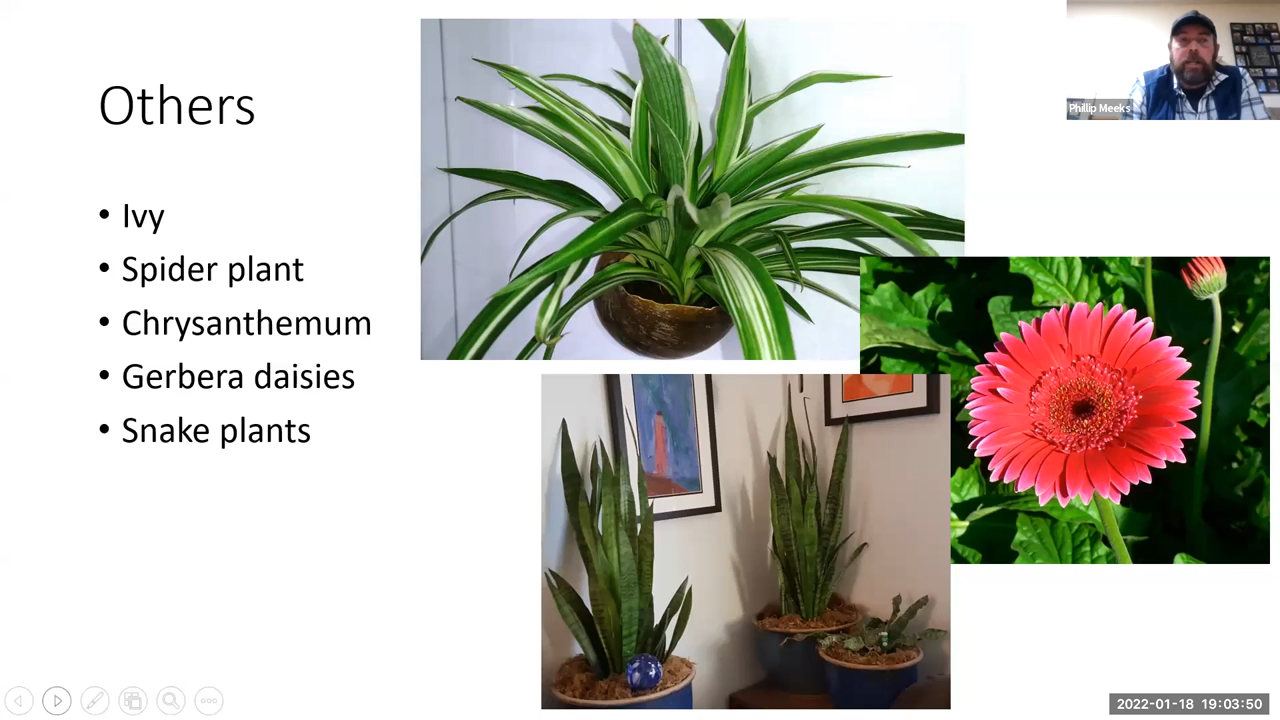 Others
• Ivy
• Spider plant
• Chrysanthemum
• Gerbera daisies
• Snake plants
Phillip Meeks
2022-01-18 19:03:50